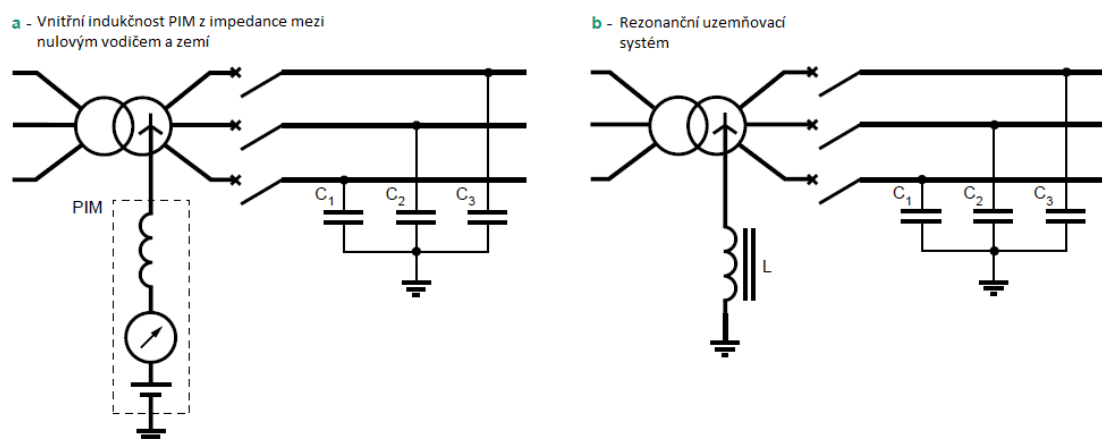 a - Vnitřní indukčnost PIM z impedance mezi
nulovým vodičem a zemí
PIM
C1
C2
C3
b - Rezonanční uzemňovací
systém
L
C1
C2
C3